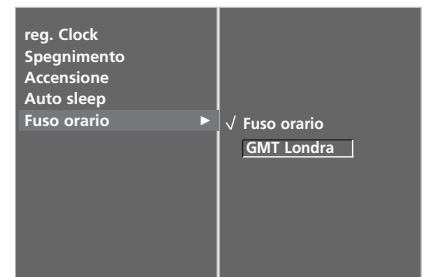 reg. Clock
Spegnimento
Accensione
Auto sleep
Fuso orario ►
√ Fuso orario
GMT Londra